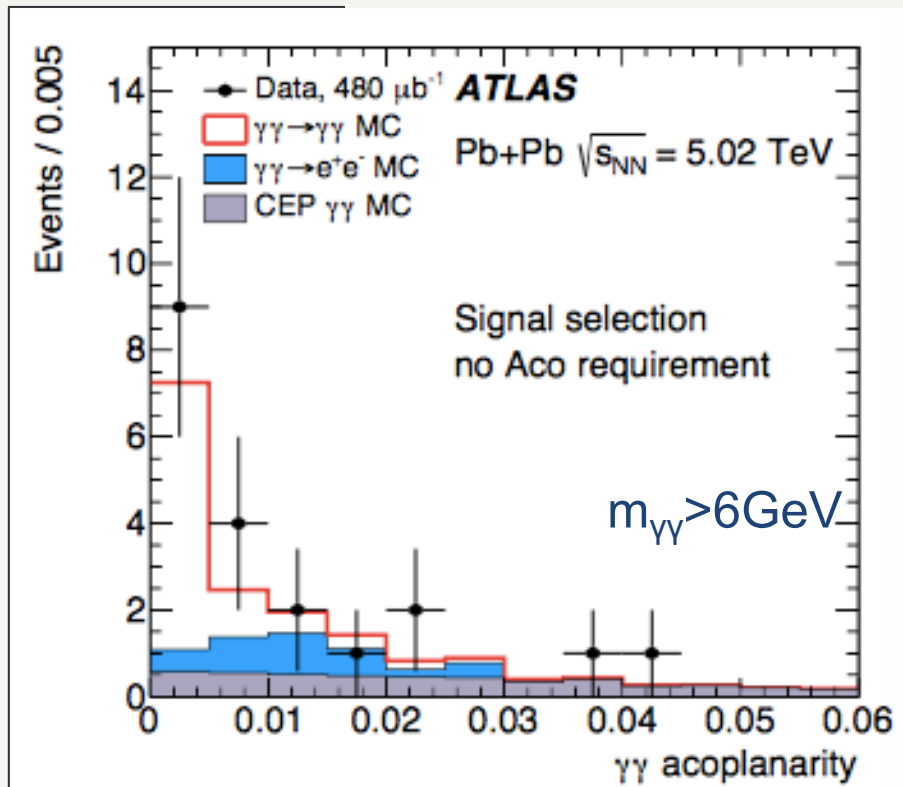 Events / 0.005
14
12
10
8
6
4
2
0
Data, 480 μb⁻¹ ATLAS
γγ→γγ MC
γγ→e⁺e⁻ MC
CEP γγ MC
Pb+Pb √sNN = 5.02 TeV
Signal selection
no Aco requirement
mγγ>6GeV
0 0.01 0.02 0.03 0.04 0.05 0.06
γγ acoplanarity